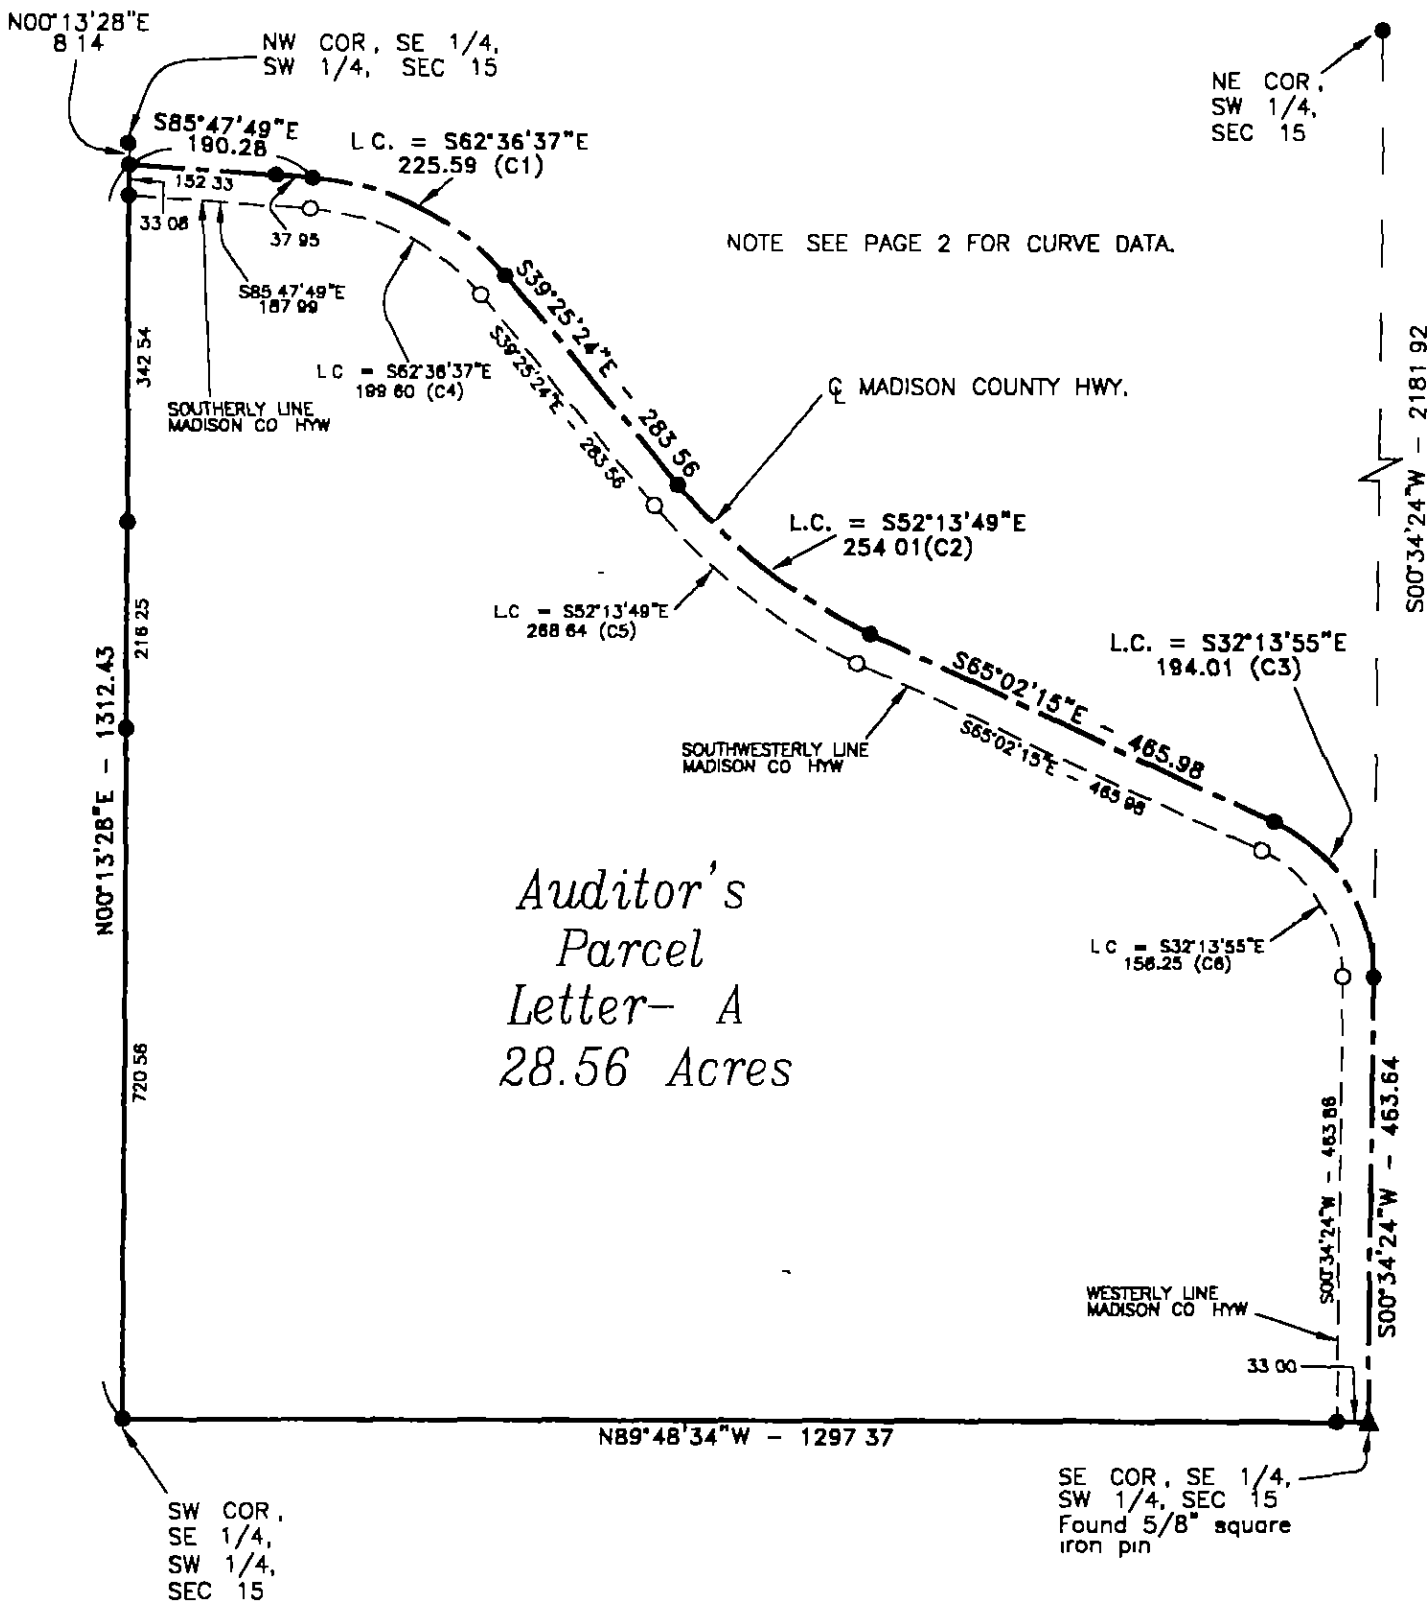 N00°13'28"E
8 14
NW COR, SE 1/4,
SW 1/4, SEC 15
NE COR,
SW 1/4,
SEC 15
S85°47'49"E
190.28
L.C. = S62°36'37"E
225.59 (C1)
152 33
33 08
37 95
NOTE SEE PAGE 2 FOR CURVE DATA.
S85 47'49"E
187 99
S39°25'24"E - 283 56
342 54
L C = S62°36'37"E
199 60 (C4)
S39°25'24"E - 283 56
S00°34'24"W - 2181 92
SOUTHERLY LINE
MADISON CO HYW
℄ MADISON COUNTY HWY.
L.C. = S52°13'49"E
254 01(C2)
L.C = S52°13'49"E
268 64 (C5)
216 25
L.C. = S32°13'55"E
194.01 (C3)
S65°02'15"E - 465.98
S65°02'15"E - 465 98
SOUTHWESTERLY LINE
MADISON CO HYW
N00°13'28"E - 1312.43
Auditor's
Parcel
Letter- A
28.56 Acres
L C = S32°13'55"E
156.25 (C6)
720 58
S00°34'24"W - 463 66
S00°34'24"W - 463.64
WESTERLY LINE
MADISON CO HYW
33 00
N89°48'34"W - 1297 37
SW COR,
SE 1/4,
SW 1/4,
SEC 15
SE COR, SE 1/4,
SW 1/4, SEC 15
Found 5/8" square
iron pin